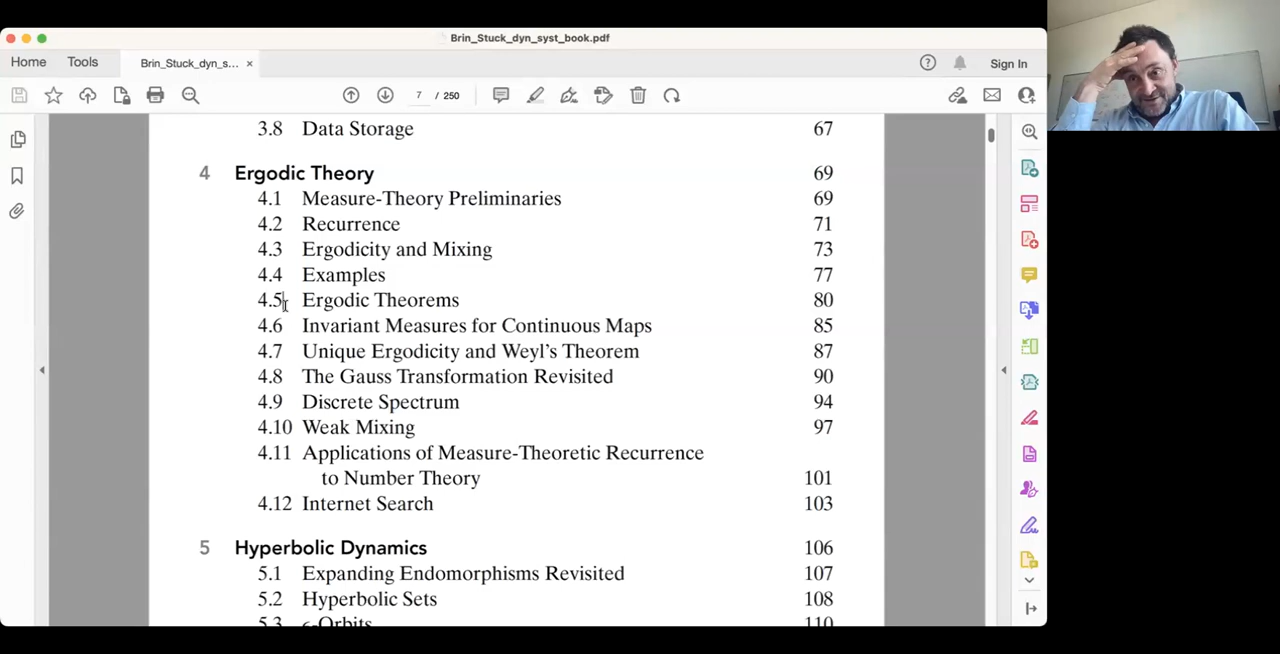 Brin_Stuck_dyn_syst_book.pdf
Home Tools Brin_Stuck_dyn_s... × Sign In
7 / 250
3.8 Data Storage 67
4 Ergodic Theory 69
4.1 Measure-Theory Preliminaries 69
4.2 Recurrence 71
4.3 Ergodicity and Mixing 73
4.4 Examples 77
4.5 Ergodic Theorems 80
4.6 Invariant Measures for Continuous Maps 85
4.7 Unique Ergodicity and Weyl's Theorem 87
4.8 The Gauss Transformation Revisited 90
4.9 Discrete Spectrum 94
4.10 Weak Mixing 97
4.11 Applications of Measure-Theoretic Recurrence
to Number Theory 101
4.12 Internet Search 103
5 Hyperbolic Dynamics 106
5.1 Expanding Endomorphisms Revisited 107
5.2 Hyperbolic Sets 108
5.3 ϵ-Orbits 110